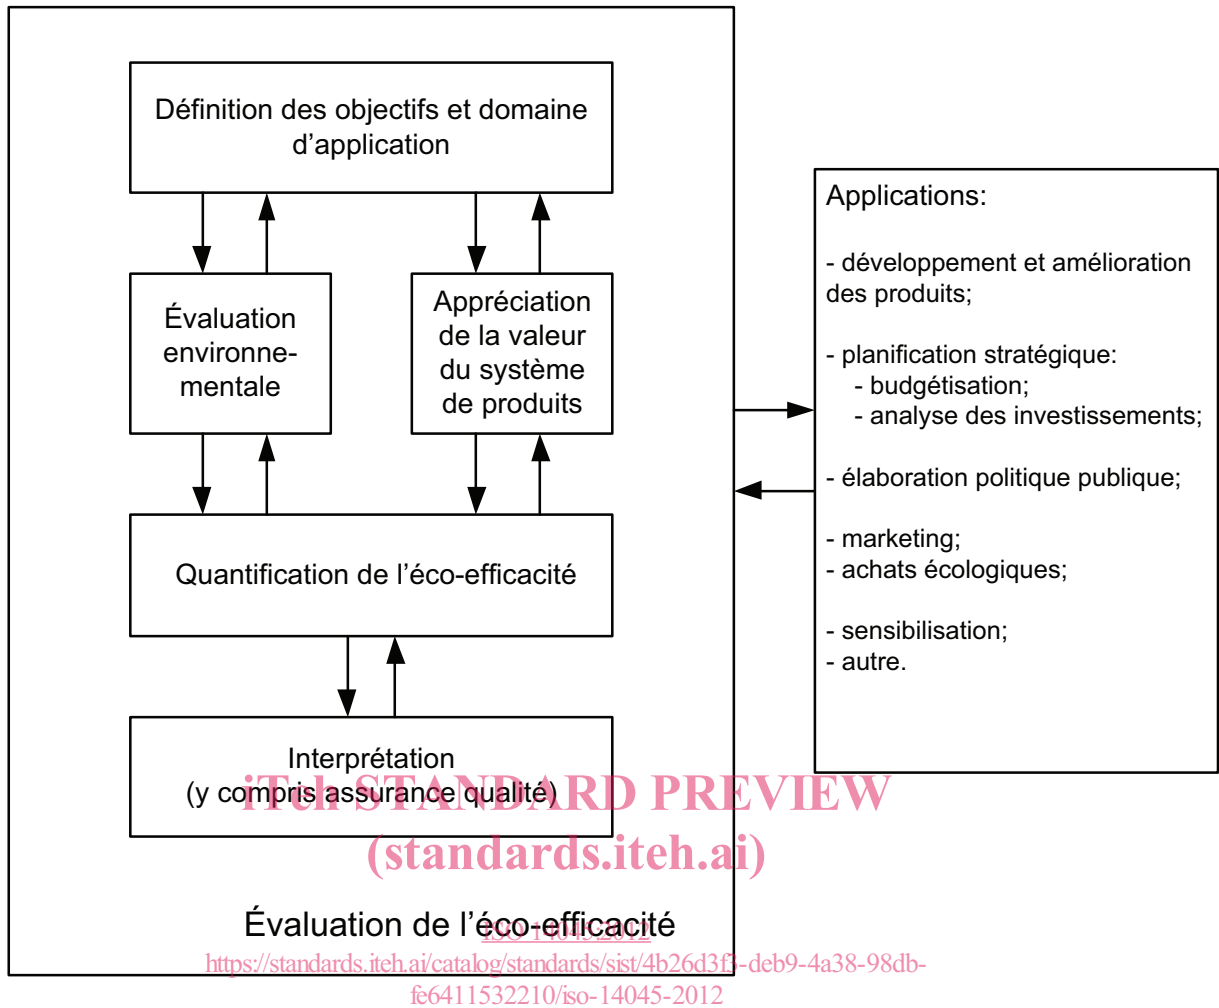 Définition des objectifs et domaine
d'application
Évaluation
environne-
mentale
Appréciation
de la valeur
du système
de produits
Quantification de l'éco-efficacité
Interprétation
(y compris assurance qualité)
Évaluation de l'éco-efficacité
Applications:
- développement et amélioration
des produits;
- planification stratégique:
- budgétisation;
- analyse des investissements;
- élaboration politique publique;
- marketing;
- achats écologiques;
- sensibilisation;
- autre.
iTeh STANDARD PREVIEW
(standards.iteh.ai)
ISO 14045:2012
https://standards.iteh.ai/catalog/standards/sist/4b26d3f3-deb9-4a38-98db-
fe6411532210/iso-14045-2012